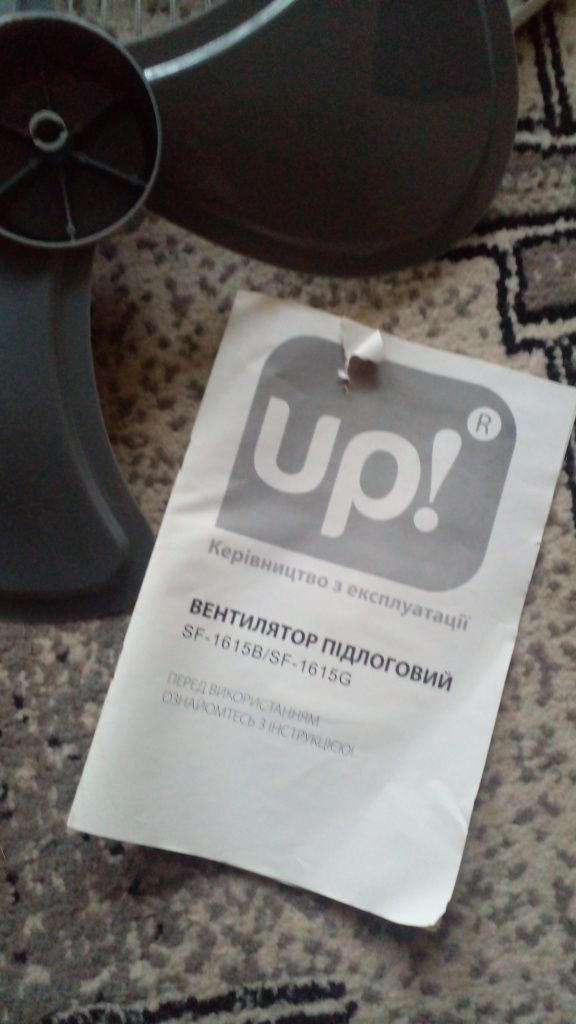 up!®
Керівництво з експлуатації
ВЕНТИЛЯТОР ПІДЛОГОВИЙ
SF-1615B/SF-1615G
ПЕРЕД ВИКОРИСТАННЯМ
ОЗНАЙОМТЕСЬ З ІНСТРУКЦІЄЮ!